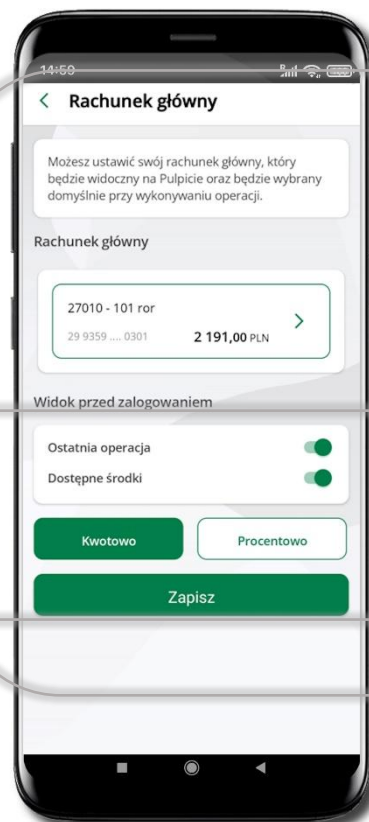 14:59
Rachunek główny
Możesz ustawić swój rachunek główny, który
będzie widoczny na Pulpicie oraz będzie wybrany
domyślnie przy wykonywaniu operacji.
Rachunek główny
27010 - 101 ror
29 9359 .... 0301 2 191,00 PLN
Widok przed zalogowaniem
Ostatnia operacja
Dostępne środki
Kwotowo Procentowo
Zapisz